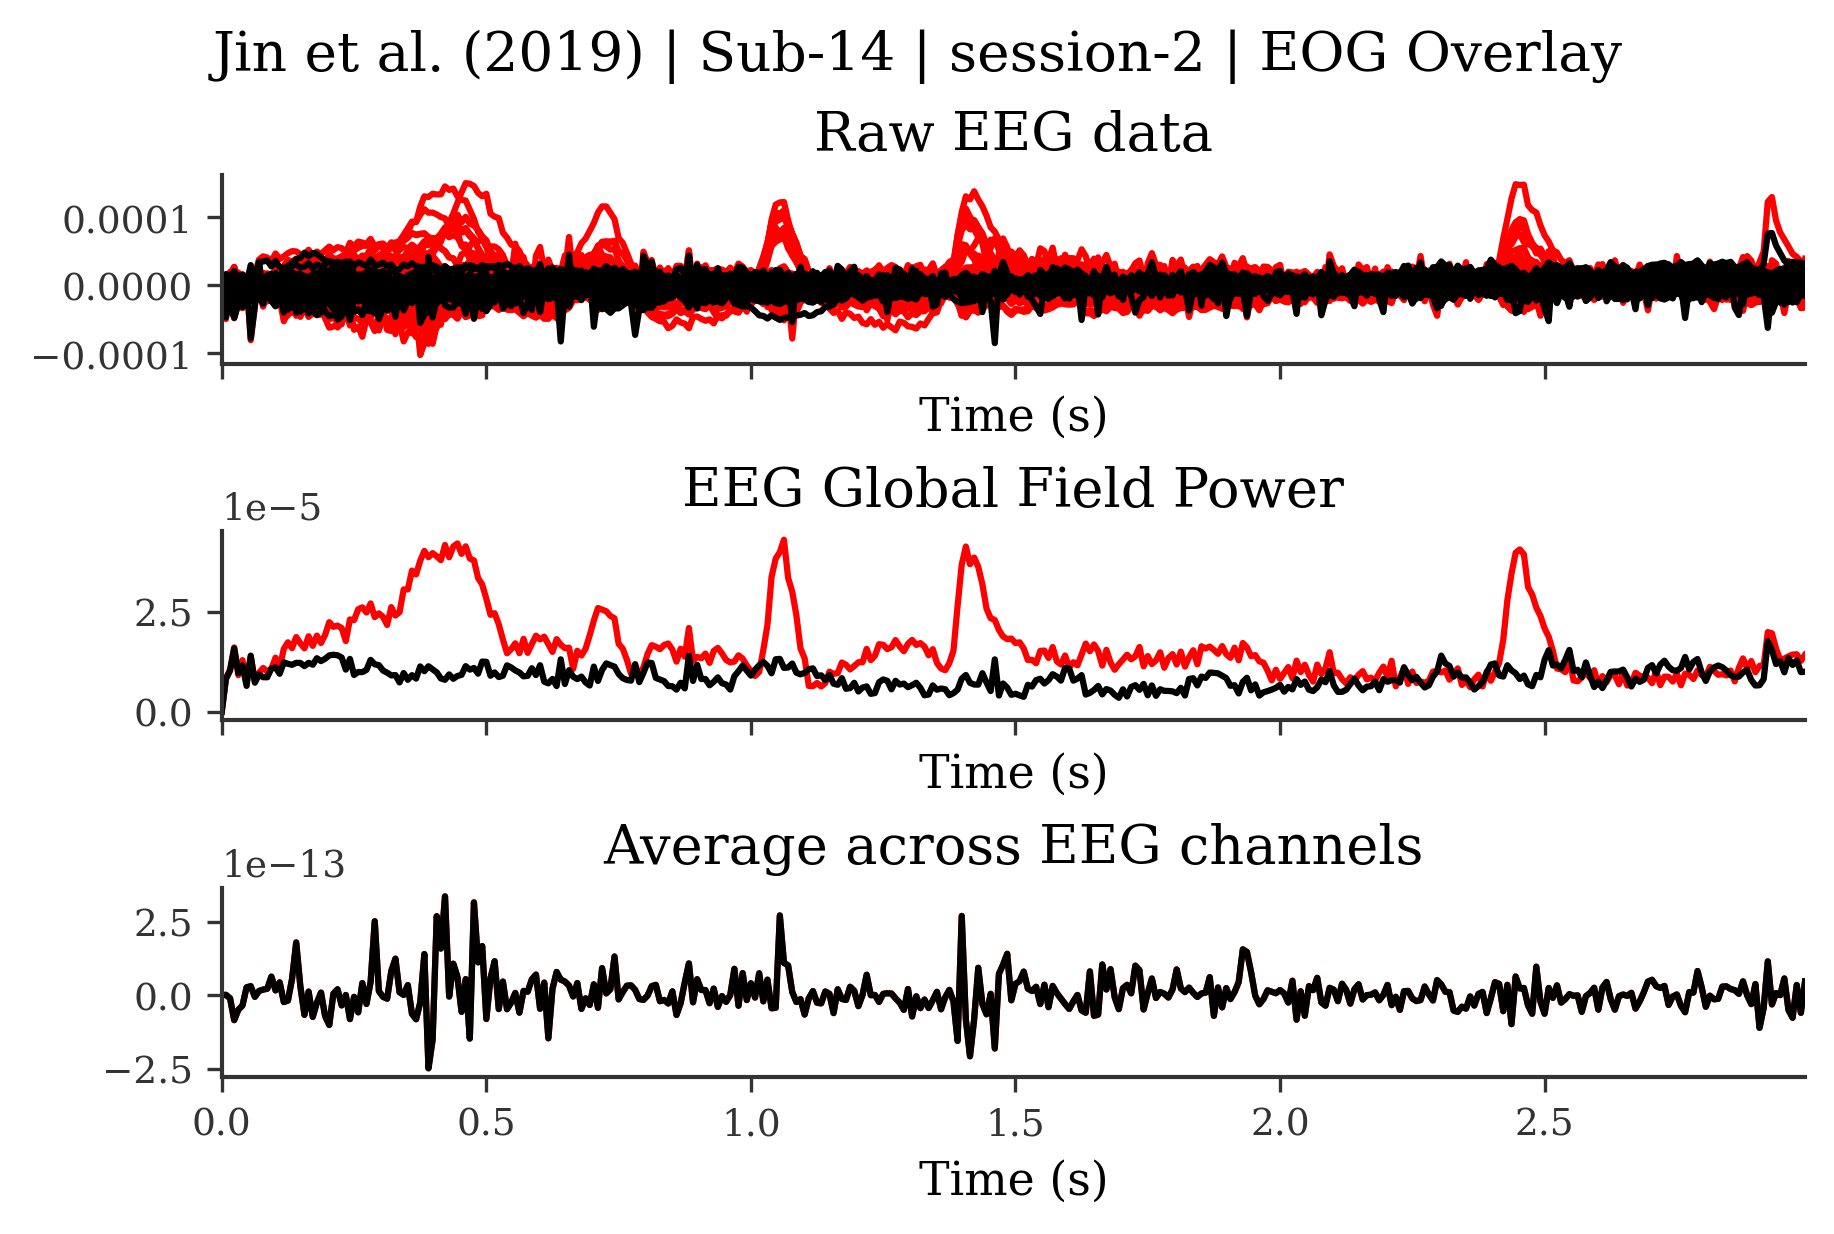 Jin et al. (2019) | Sub-14 | session-2 | EOG Overlay
Raw EEG data
0.0001
0.0000
−0.0001
Time (s)
EEG Global Field Power
1e−5
2.5
0.0
Time (s)
Average across EEG channels
1e−13
2.5
0.0
−2.5
0.0 0.5 1.0 1.5 2.0 2.5
Time (s)